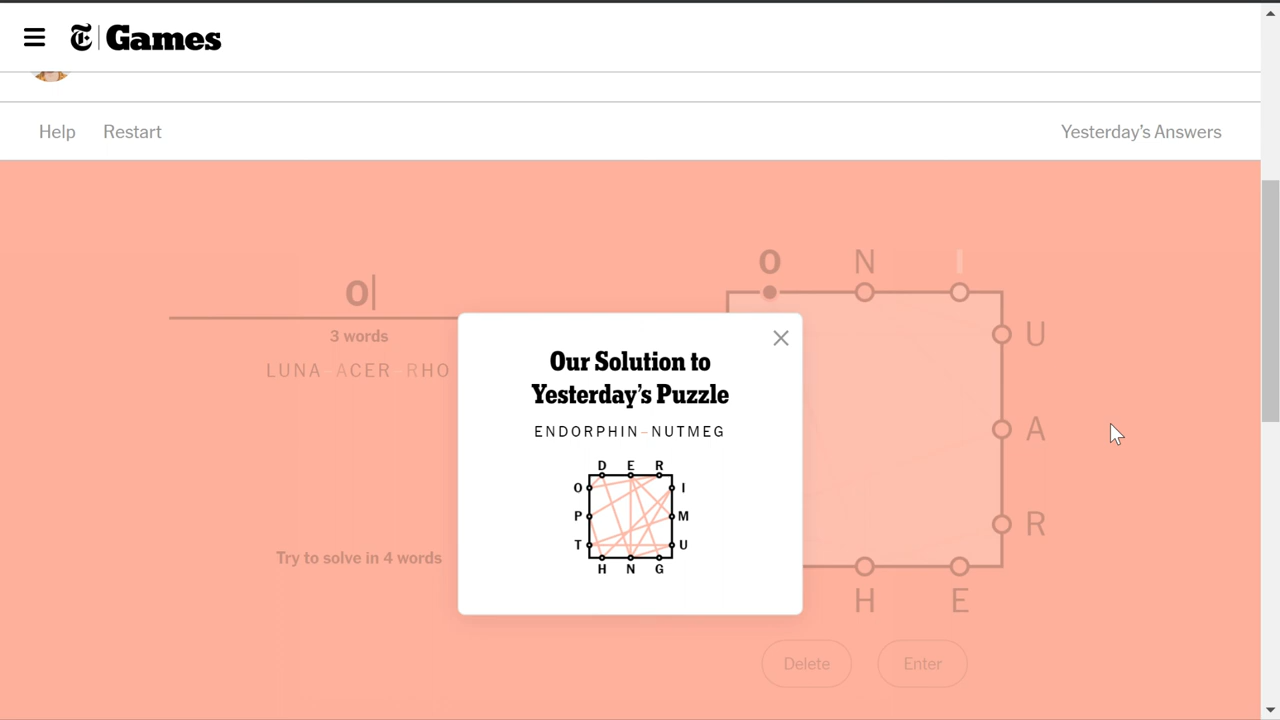 T Games
Help Restart Yesterday's Answers
O
3 words
LUNA – ACER – RHO
Try to solve in 4 words
O N I
U
A
R
H E
Delete Enter
Our Solution to
Yesterday's Puzzle
ENDORPHIN–NUTMEG
D E R
O I
P M
T U
H N G